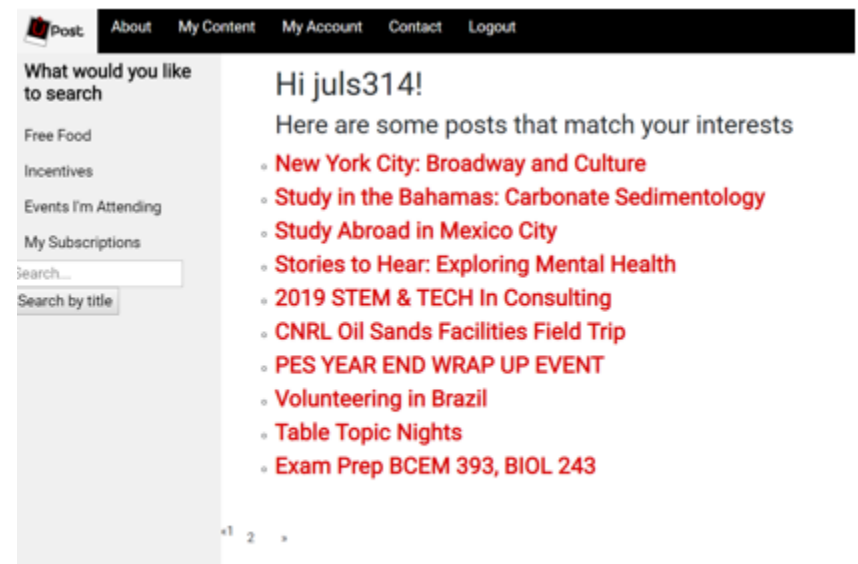 U Post About My Content My Account Contact Logout
What would you like
to search
Free Food
Incentives
Events I'm Attending
My Subscriptions
Search...
Search by title
Hi juls314!
Here are some posts that match your interests
New York City: Broadway and Culture
Study in the Bahamas: Carbonate Sedimentology
Study Abroad in Mexico City
Stories to Hear: Exploring Mental Health
2019 STEM & TECH In Consulting
CNRL Oil Sands Facilities Field Trip
PES YEAR END WRAP UP EVENT
Volunteering in Brazil
Table Topic Nights
Exam Prep BCEM 393, BIOL 243
«1 2 »